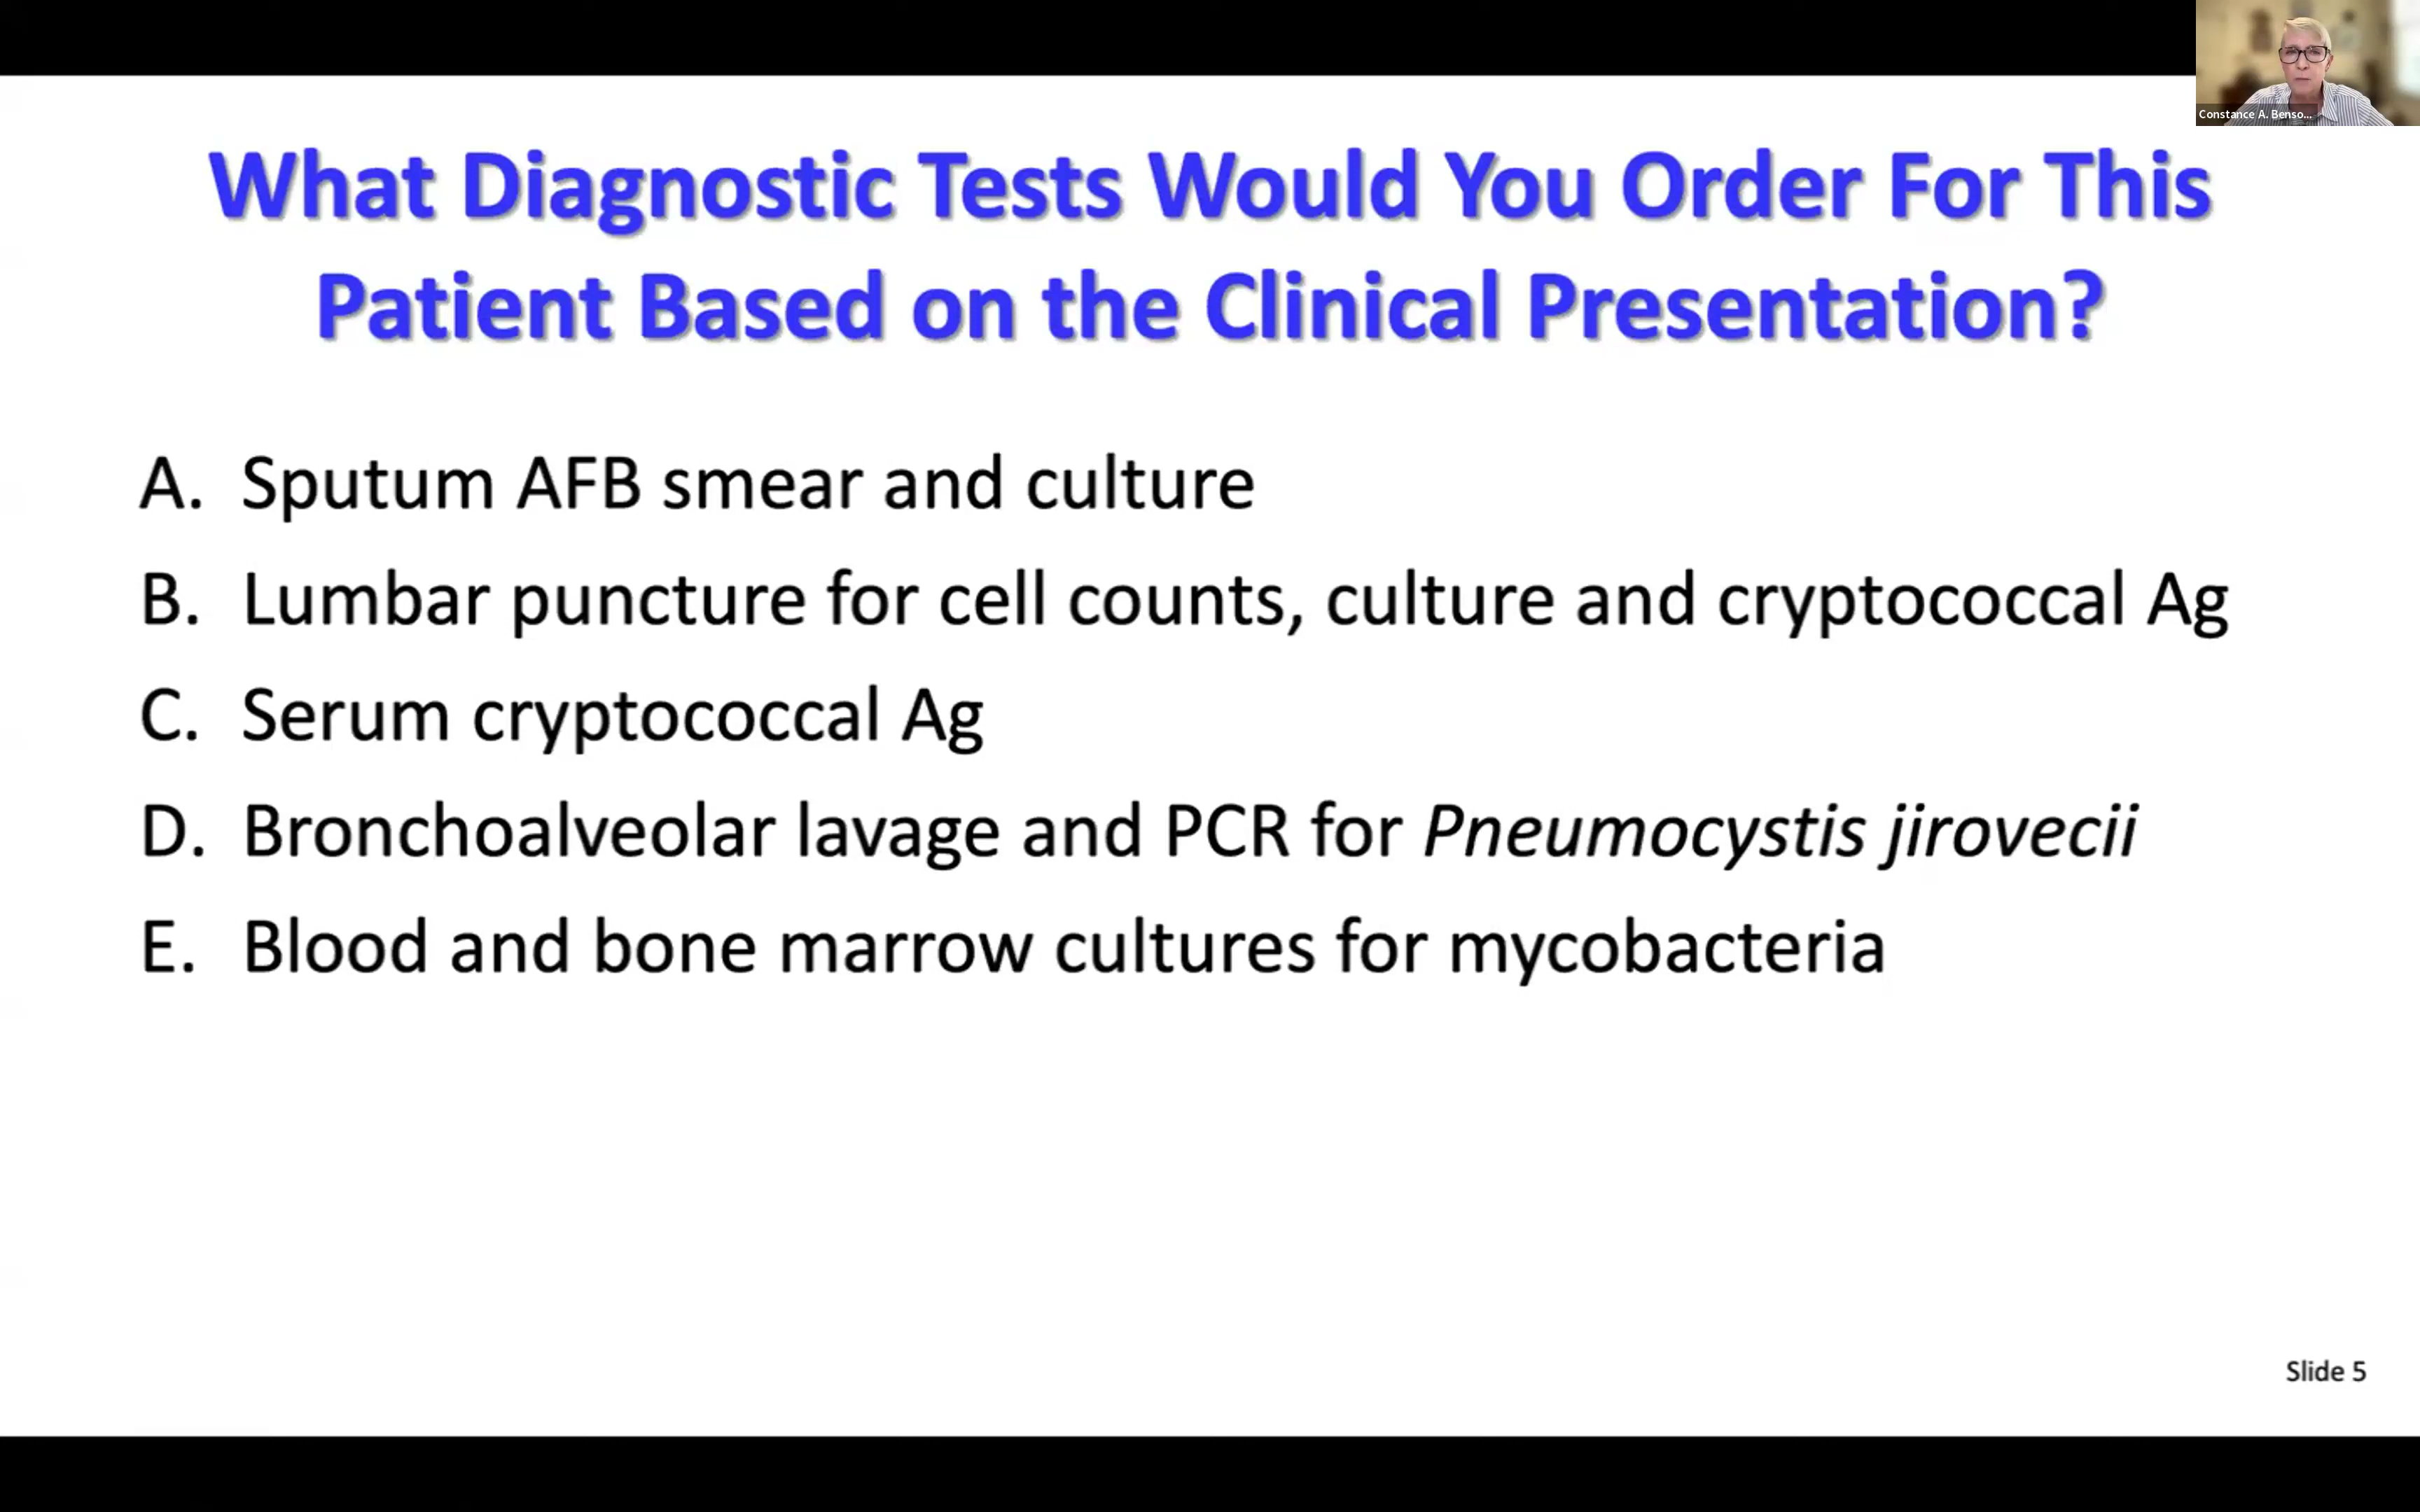 Constance A. Benso...
What Diagnostic Tests Would You Order For This
Patient Based on the Clinical Presentation?
A. Sputum AFB smear and culture
B. Lumbar puncture for cell counts, culture and cryptococcal Ag
C. Serum cryptococcal Ag
D. Bronchoalveolar lavage and PCR for Pneumocystis jirovecii
E. Blood and bone marrow cultures for mycobacteria
Slide 5